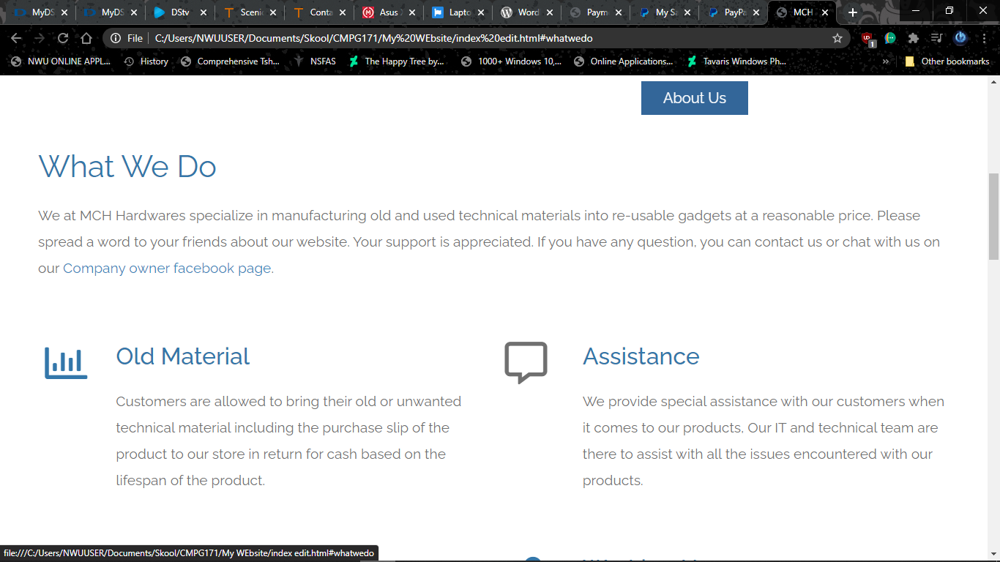 MyDS
MyDS
DStv
Scenic
Conta
Asus
Lapto
Word
Paym
My Sa
PayPa
MCH
File
C:/Users/NWUUSER/Documents/Skool/CMPG171/My%20WEbsite/index%20edit.html#whatwedo
1
NWU ONLINE APPL...
History
Comprehensive Tsh...
NSFAS
The Happy Tree by...
1000+ Windows 10,...
Online Applications...
Tavaris Windows Ph...
»
Other bookmarks
About Us
What We Do
We at MCH Hardwares specialize in manufacturing old and used technical materials into re-usable gadgets at a reasonable price. Please
spread a word to your friends about our website. Your support is appreciated. If you have any question, you can contact us or chat with us on
our Company owner facebook page.
Old Material
Customers are allowed to bring their old or unwanted
technical material including the purchase slip of the
product to our store in return for cash based on the
lifespan of the product.
Assistance
We provide special assistance with our customers when
it comes to our products, Our IT and technical team are
there to assist with all the issues encountered with our
products.
file:///C:/Users/NWUUSER/Documents/Skool/CMPG171/My WEbsite/index edit.html#whatwedo